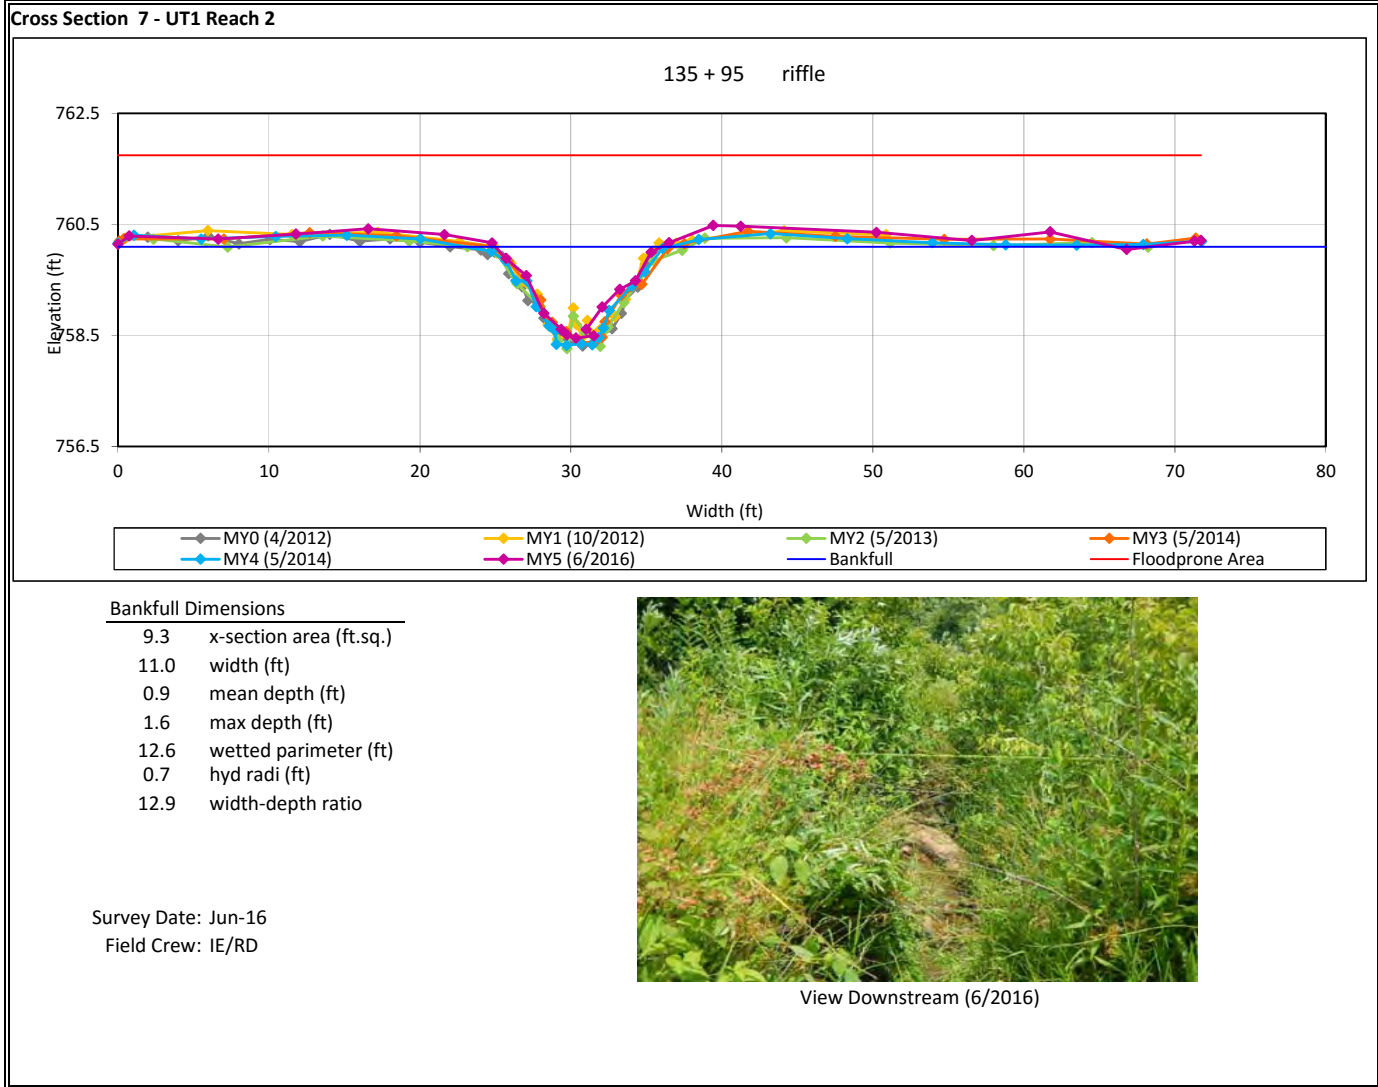 Cross Section 7 - UT1 Reach 2
135 + 95 riffle
762.5
760.5
758.5
756.5
Elevation (ft)
0 10 20 30 40 50 60 70 80
Width (ft)
MY0 (4/2012) MY1 (10/2012) MY2 (5/2013) MY3 (5/2014)
MY4 (5/2014) MY5 (6/2016) Bankfull Floodprone Area
Bankfull Dimensions
9.3 x-section area (ft.sq.)
11.0 width (ft)
0.9 mean depth (ft)
1.6 max depth (ft)
12.6 wetted parimeter (ft)
0.7 hyd radi (ft)
12.9 width-depth ratio
Survey Date: Jun-16
Field Crew: IE/RD
View Downstream (6/2016)